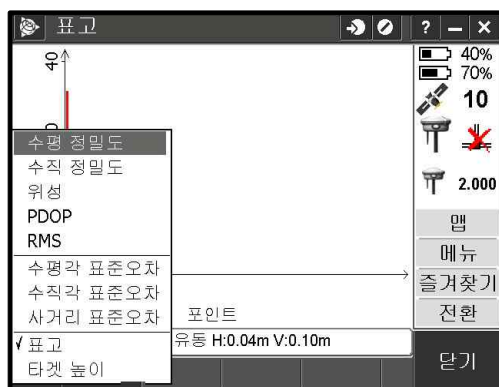 표고
? – ×
40
40%
70%
10
2.000
수평 정밀도
수직 정밀도
위성
PDOP
RMS
수평각 표준오차
수직각 표준오차
사거리 표준오차
✓표고
타겟 높이
포인트
유동 H:0.04m V:0.10m
맵
메뉴
즐겨찾기
전환
닫기